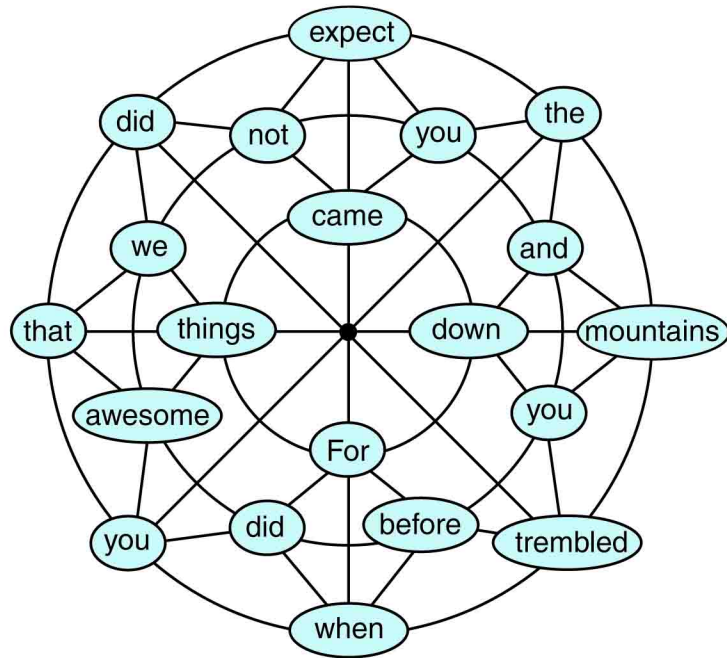 expect
did
the
not
you
came
we
and
that
things
down
mountains
awesome
you
For
did
before
you
trembled
when